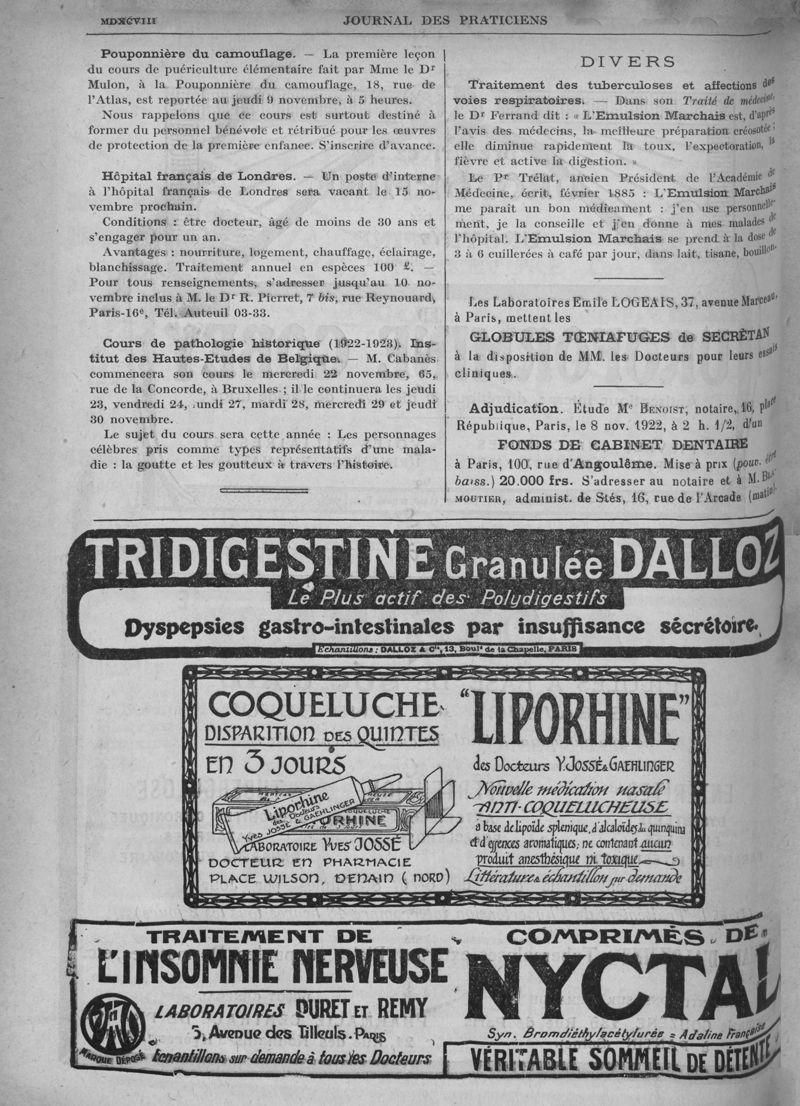 MDXCVIII
JOURNAL DES PRATICIENS
Pouponnière du camouflage. — La première leçon
du cours de puériculture élémentaire fait par Mme le Dr
Mulon, à la Pouponnière du camouflage, 18, rue de
l'Atlas, est reportée au jeudi 9 novembre, à 5 heures.
Nous rappelons que ce cours est surtout destiné à
former du personnel bénévole et rétribué pour les œuvres
de protection de la première enfance. S'inscrire d'avance.
Hôpital français de Londres. — Un poste d'interne
à l'hôpital français de Londres sera vacant le 15 no-
vembre prochain.
Conditions : être docteur, âgé de moins de 30 ans et
s'engager pour un an.
Avantages : nourriture, logement, chauffage, éclairage,
blanchissage. Traitement annuel en espèces 100 £. —
Pour tous renseignements, s'adresser jusqu'au 10 no-
vembre inclus à M. le Dr R. Pierret, 7 bis, rue Reynouard,
Paris-16e, Tél. Auteuil 03-33.
Cours de pathologie historique (1922-1923). Ins-
titut des Hautes-Etudes de Belgique. — M. Cabanès
commencera son cours le mercredi 22 novembre, 65,
rue de la Concorde, à Bruxelles ; il le continuera les jeudi
23, vendredi 24, lundi 27, mardi 28, mercredi 29 et jeudi
30 novembre.
Le sujet du cours sera cette année : Les personnages
célèbres pris comme types représentatifs d'une mala-
die : la goutte et les goutteux à travers l'histoire.
DIVERS
Traitement des tuberculoses et affections des
voies respiratoires. — Dans son Traité de médecine,
le Dr Ferrand dit : « L'Emulsion Marchais est, d'après
l'avis des médecins, la meilleure préparation créosotée :
elle diminue rapidement la toux, l'expectoration, la
fièvre et active la digestion. »
Le Pr Trélat, ancien Président de l'Académie de
Médecine, écrit, février 1885 : L'Emulsion Marchais
me parait un bon médicament : j'en use personnelle-
ment, je la conseille et j'en donne à mes malades de
l'hôpital. L'Emulsion Marchais se prend à la dose de
3 à 6 cuillerées à café par jour, dans lait, tisane, bouillon.
Les Laboratoires Emile LOGEAIS, 37, avenue Marceau,
à Paris, mettent les
GLOBULES TŒNIAFUGES de SECRÉTAN
à la disposition de MM. les Docteurs pour leurs essais
cliniques.
Adjudication. Étude Me BENOIST, notaire, 16, place
République, Paris, le 8 nov. 1922, à 2 h. 1/2, d'un
FONDS DE CABINET DENTAIRE
à Paris, 100, rue d'Angoulême. Mise à prix (pour. être
baiss.) 20.000 frs. S'adresser au notaire et à M.
MOUTIER, administ. de Stés, 16, rue de l'Arcade
TRIDIGESTINE Granulée DALLOZ
Le Plus actif des Polydigestifs
Dyspepsies gastro-intestinales par insuffisance sécrétoire.
Echantillons : DALLOZ & Cie, 13, Bould de la Chapelle, PARIS
COQUELUCHE
DISPARITION DES QUINTES
EN 3 JOURS
Liporhine
des Docteurs
YVES JOSSÉ & GAEHLINGER
LABORATOIRE YVES JOSSÉ
DOCTEUR EN PHARMACIE
PLACE WILSON, DENAIN (NORD)
"LIPORHINE"
des Docteurs Y. JOSSÉ & GAEHLINGER
Nouvelle médication nasale
ANTI-COQUELUCHEUSE
a base de lipoïde splenique, d'alcaloïdes du quinquina
et d'essences aromatiques; ne contenant aucun
produit anesthésique ni toxique
Littérature & échantillon sur demande
TRAITEMENT DE
L'INSOMNIE NERVEUSE
LABORATOIRES DURET ET REMY
5, Avenue des Tilleuls. PARIS
MARQUE DÉPOSÉE
Echantillons sur demande à tous les Docteurs
COMPRIMÉS DE
NYCTAL
Syn. Bromdiéthylacétylurée = Adaline Française
VÉRITABLE SOMMEIL DE DÉTENTE